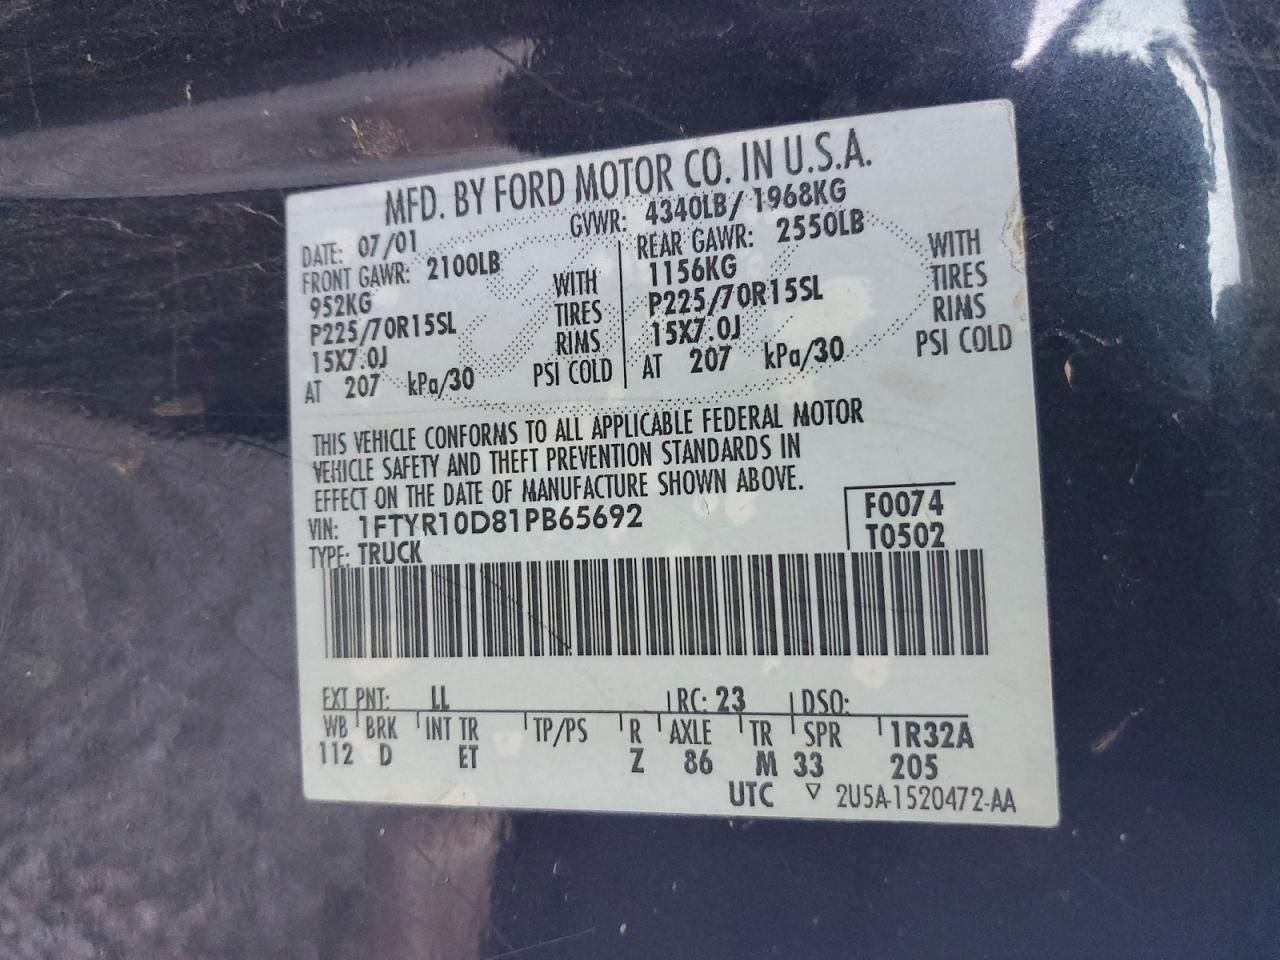 MFD. BY FORD MOTOR CO. IN U.S.A.
DATE: 07/01 GVWR: 4340LB/ 1968KG
FRONT GAWR: 2100LB REAR GAWR: 2550LB
952KG WITH 1156KG WITH
P225/70R15SL TIRES P225/70R15SL TIRES
15X7.0J RIMS 15X7.0J RIMS
AT 207 kPa/30 PSI COLD AT 207 kPa/30 PSI COLD
THIS VEHICLE CONFORMS TO ALL APPLICABLE FEDERAL MOTOR
VEHICLE SAFETY AND THEFT PREVENTION STANDARDS IN
EFFECT ON THE DATE OF MANUFACTURE SHOWN ABOVE.
VIN: 1FTYR10D81PB65692 F0074
TYPE: TRUCK T0502
EXT PNT: LL RC: 23 DSO:
WB BRK INT TR TP/PS R AXLE TR SPR 1R32A
112 D ET Z 86 M 33 205
UTC ▽ 2U5A-1520472-AA